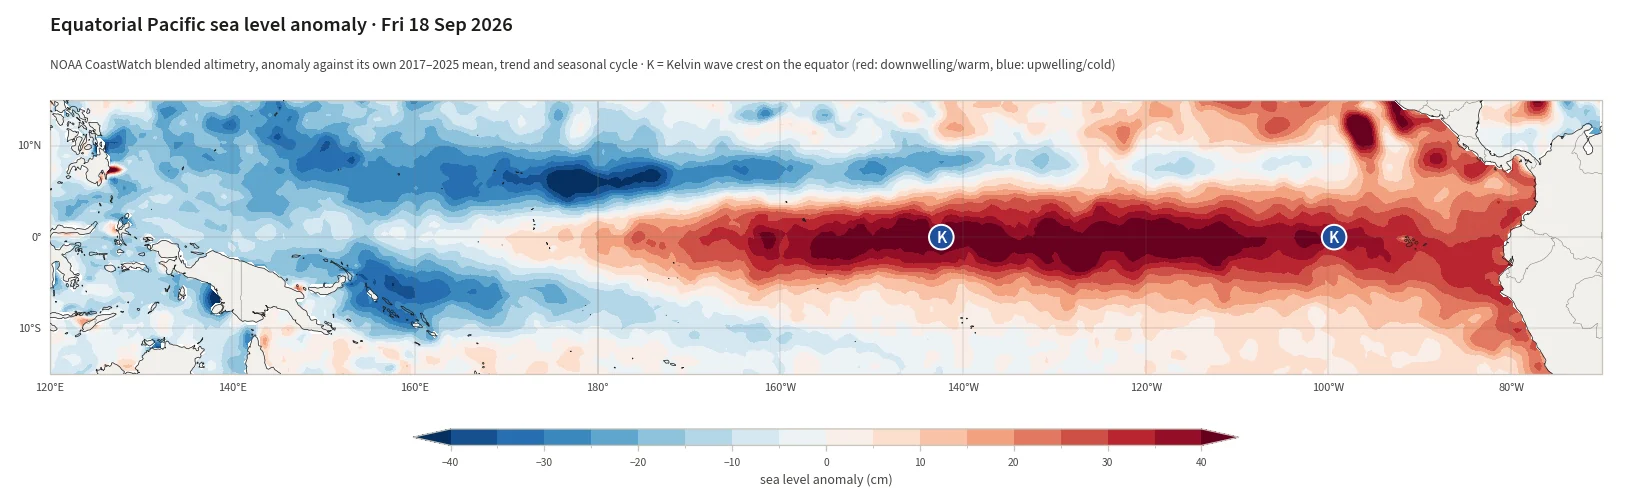 Equatorial Pacific sea level anomaly · Fri 18 Sep 2026
NOAA CoastWatch blended altimetry, anomaly against its own 2017–2025 mean, trend and seasonal cycle · K = Kelvin wave crest on the equator (red: downwelling/warm, blue: upwelling/cold)
10°N
0°
K K
10°S
120°E 140°E 160°E 180° 160°W 140°W 120°W 100°W 80°W
−40 −30 −20 −10 0 10 20 30 40
sea level anomaly (cm)